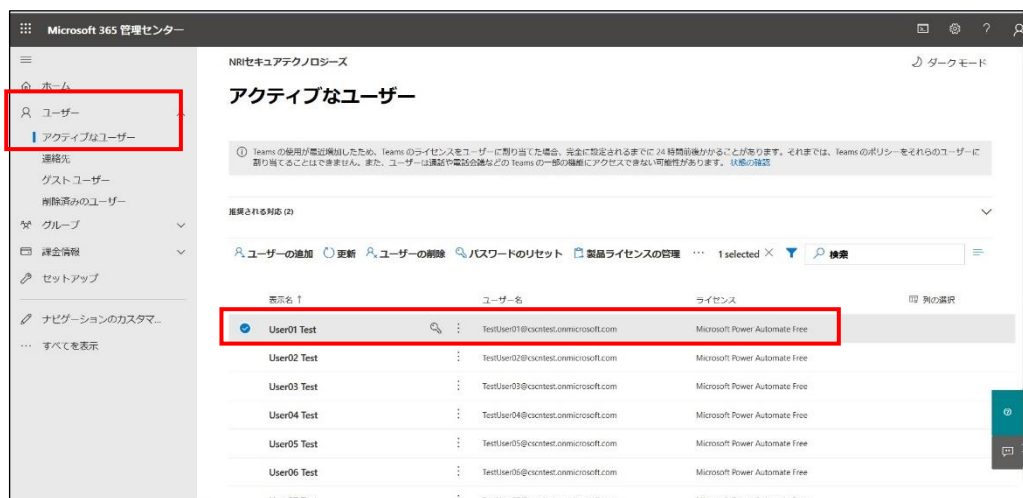 Microsoft 365 管理センター
?
NRIセキュアテクノロジーズ
ダークモード
ホーム
ユーザー
アクティブなユーザー
連絡先
ゲスト ユーザー
削除済みのユーザー
グループ
課金情報
セットアップ
ナビゲーションのカスタマ...
すべてを表示
アクティブなユーザー
Teams の使用が最近増加したため、Teams のライセンスをユーザーに割り当てた場合、完全に設定されるまでに 24 時間前後かかることがあります。それまでは、Teams のポリシーをそれらのユーザーに
割り当てることはできません。また、ユーザーは通話や電話会議などの Teams の一部の機能にアクセスできない可能性があります。 状態の確認
推奨される対応 (2)
ユーザーの追加 更新 ユーザーの削除 パスワードのリセット 製品ライセンスの管理 ... 1 selected × 検索
表示名 ↑ ユーザー名 ライセンス 列の選択
User01 Test TestUser01@cscntest.onmicrosoft.com Microsoft Power Automate Free
User02 Test TestUser02@cscntest.onmicrosoft.com Microsoft Power Automate Free
User03 Test TestUser03@cscntest.onmicrosoft.com Microsoft Power Automate Free
User04 Test TestUser04@cscntest.onmicrosoft.com Microsoft Power Automate Free
User05 Test TestUser05@cscntest.onmicrosoft.com Microsoft Power Automate Free
User06 Test TestUser06@cscntest.onmicrosoft.com Microsoft Power Automate Free